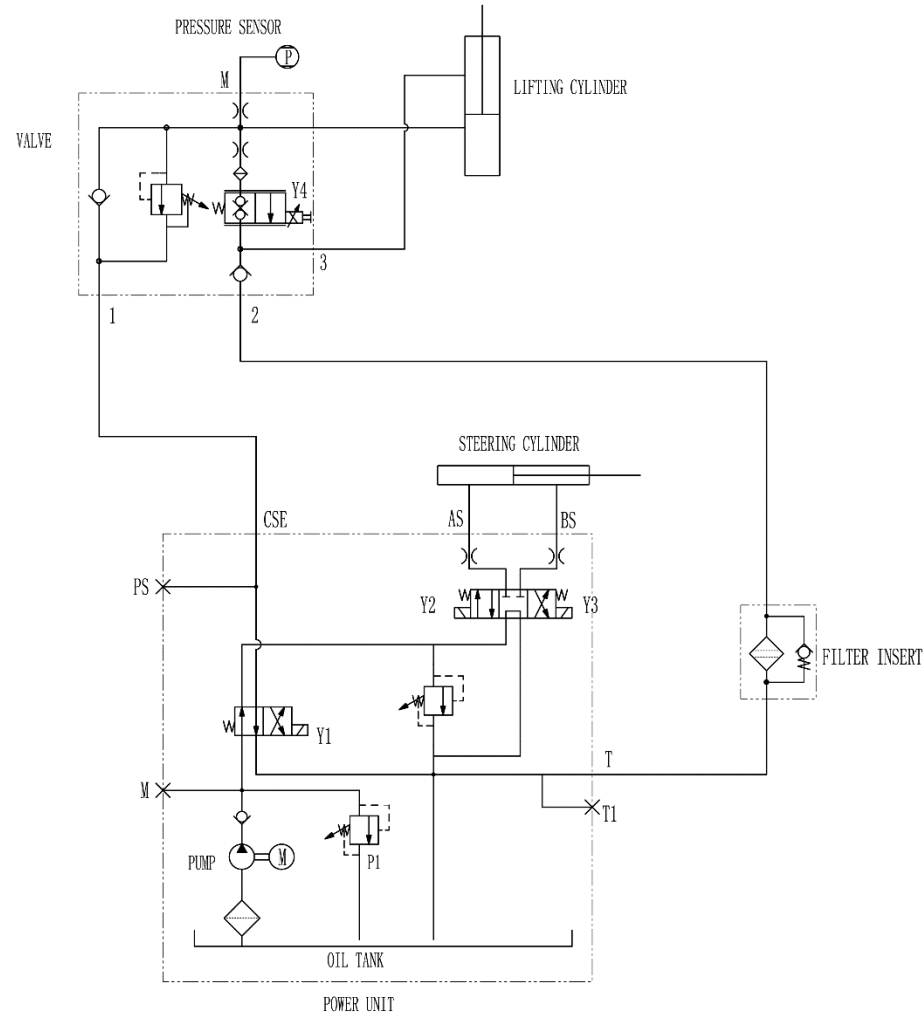 PRESSURE SENSOR
P
M
LIFTING CYLINDER
VALVE
Y4
3
1
2
STEERING CYLINDER
CSE
AS
BS
PS
Y2
Y3
FILTER INSERT
Y1
T
M
T1
PUMP
M
P1
OIL TANK
POWER UNIT